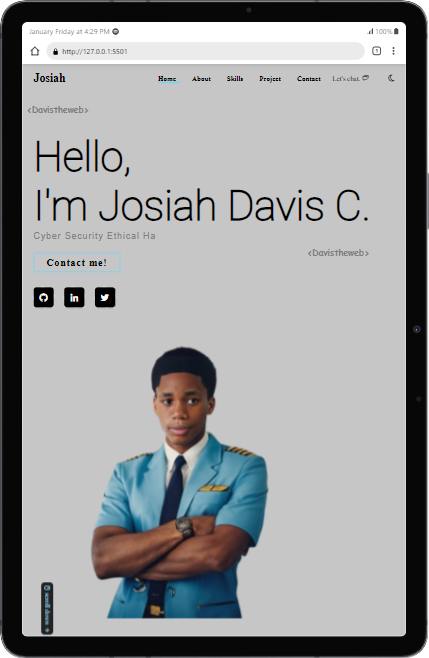 January Friday at 4:29 PM
100%
http://127.0.0.1:5501
1
Josiah
Home
About
Skills
Project
Contact
Let's chat.
<Davistheweb>
Hello,
I'm Josiah Davis C.
Cyber Security Ethical Ha
<Davistheweb>
Contact me!
in
scroll down